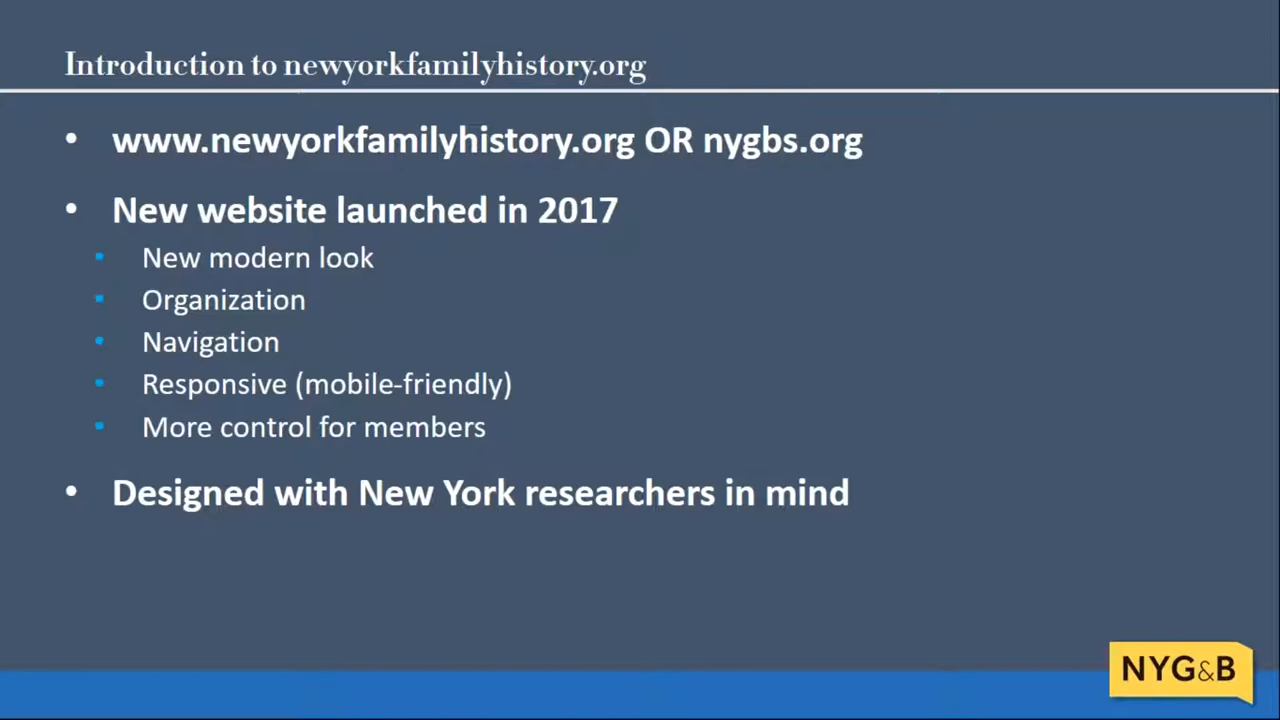 Introduction to newyorkfamilyhistory.org
• www.newyorkfamilyhistory.org OR nygbs.org
• New website launched in 2017
▪ New modern look
▪ Organization
▪ Navigation
▪ Responsive (mobile-friendly)
▪ More control for members
• Designed with New York researchers in mind
NYG&B